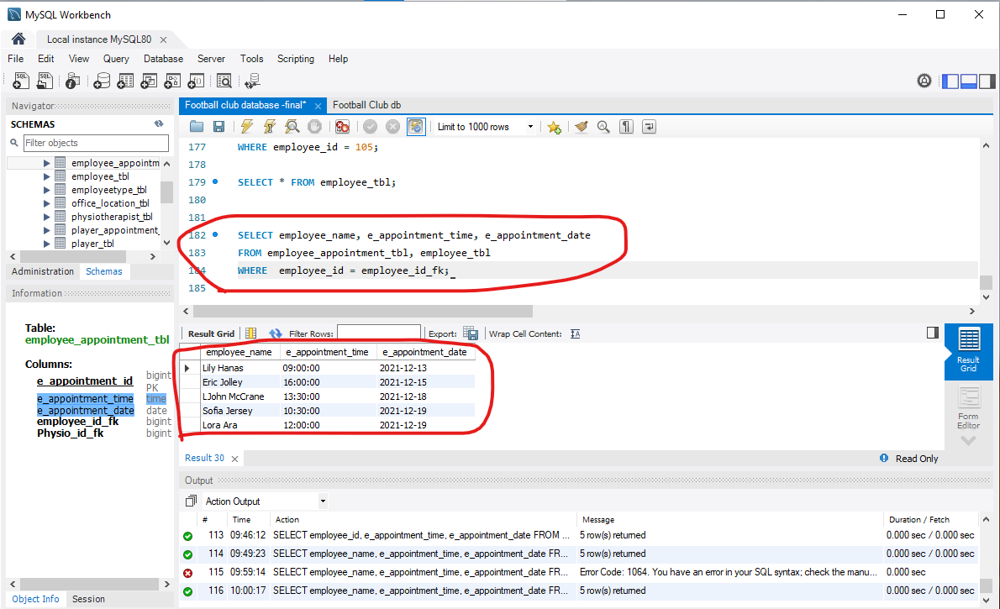 MySQL Workbench
Local instance MySQL80
File Edit View Query Database Server Tools Scripting Help
Navigator
SCHEMAS
Filter objects
employee_appointm
employee_tbl
employeetype_tbl
office_location_tbl
physiotherapist_tbl
player_appointment_
player_tbl
Administration Schemas
Information
Table:
employee_appointment_tbl
Columns:
e_appointment_id bigint
PK
e_appointment_time time
e_appointment_date date
employee_id_fk bigint
Physio_id_fk bigint
Object Info Session
Football club database -final* Football Club db
Limit to 1000 rows
177 WHERE employee_id = 105;
178
179 SELECT * FROM employee_tbl;
180
181
182 SELECT employee_name, e_appointment_time, e_appointment_date
183 FROM employee_appointment_tbl, employee_tbl
184 WHERE employee_id = employee_id_fk;
185
Result Grid Filter Rows: Export: Wrap Cell Content:
employee_name e_appointment_time e_appointment_date
Lily Hanas 09:00:00 2021-12-13
Eric Jolley 16:00:00 2021-12-15
LJohn McCrane 13:30:00 2021-12-18
Sofia Jersey 10:30:00 2021-12-19
Lora Ara 12:00:00 2021-12-19
Result
Grid
Form
Editor
Result 30 Read Only
Output
Action Output
# Time Action Message Duration / Fetch
113 09:46:12 SELECT employee_id, e_appointment_time, e_appointment_date FROM ... 5 row(s) returned 0.000 sec / 0.000 sec
114 09:49:23 SELECT employee_name, e_appointment_time, e_appointment_date FR... 5 row(s) returned 0.000 sec / 0.000 sec
115 09:59:14 SELECT employee_name, e_appointment_time, e_appointment_date FR... Error Code: 1064. You have an error in your SQL syntax; check the manu... 0.000 sec
116 10:00:17 SELECT employee_name, e_appointment_time, e_appointment_date FR... 5 row(s) returned 0.000 sec / 0.000 sec